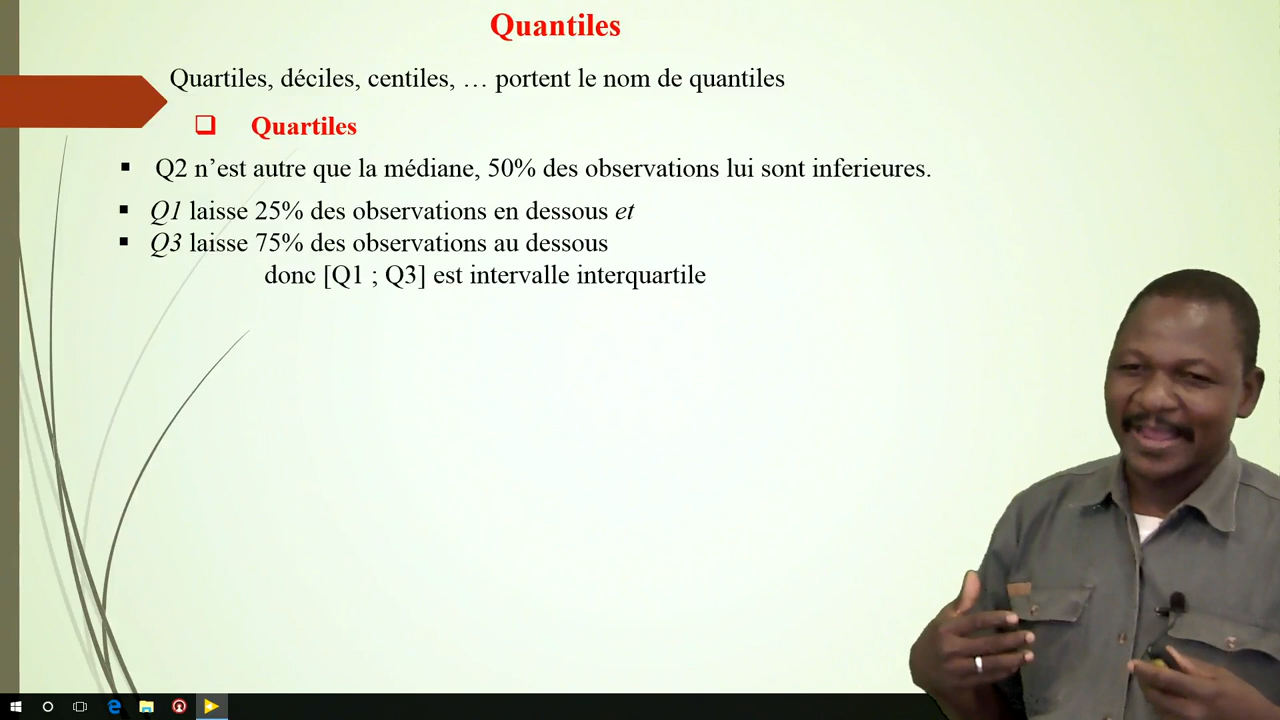 Quantiles
Quartiles, déciles, centiles, … portent le nom de quantiles
Quartiles
Q2 n’est autre que la médiane, 50% des observations lui sont inferieures.
Q1 laisse 25% des observations en dessous et
Q3 laisse 75% des observations au dessous
donc [Q1 ; Q3] est intervalle interquartile